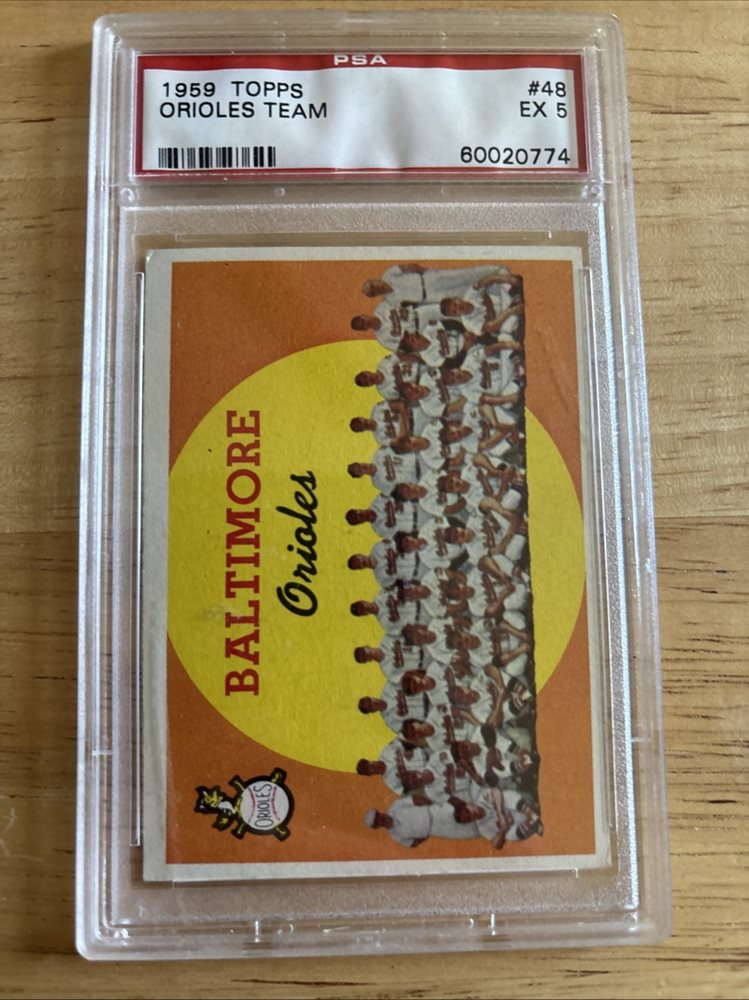 PSA
1959 TOPPS #48
ORIOLES TEAM EX 5
60020774
BALTIMORE
Orioles
ORIOLES